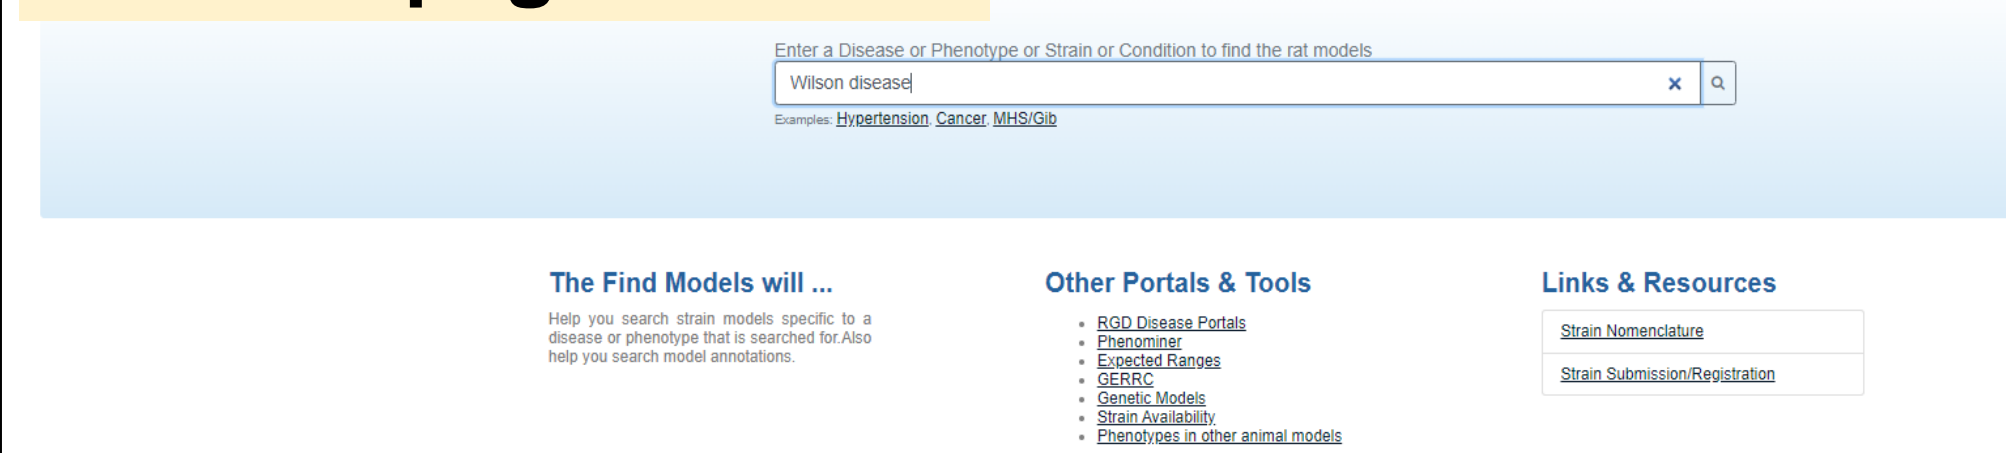 Enter a Disease or Phenotype or Strain or Condition to find the rat models
Wilson disease
Examples: Hypertension, Cancer, MHS/Gib
The Find Models will ...
Help you search strain models specific to a
disease or phenotype that is searched for.Also
help you search model annotations.
Other Portals & Tools
RGD Disease Portals
Phenominer
Expected Ranges
GERRC
Genetic Models
Strain Availability
Phenotypes in other animal models
Links & Resources
Strain Nomenclature
Strain Submission/Registration